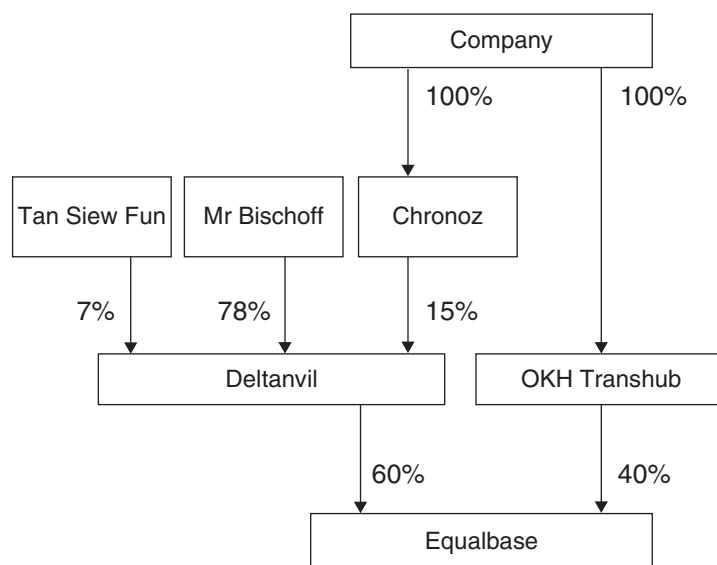 Company
100%
100%
Tan Siew Fun
Mr Bischoff
Chronoz
7%
78%
15%
Deltanvil
OKH Transhub
60%
40%
Equalbase